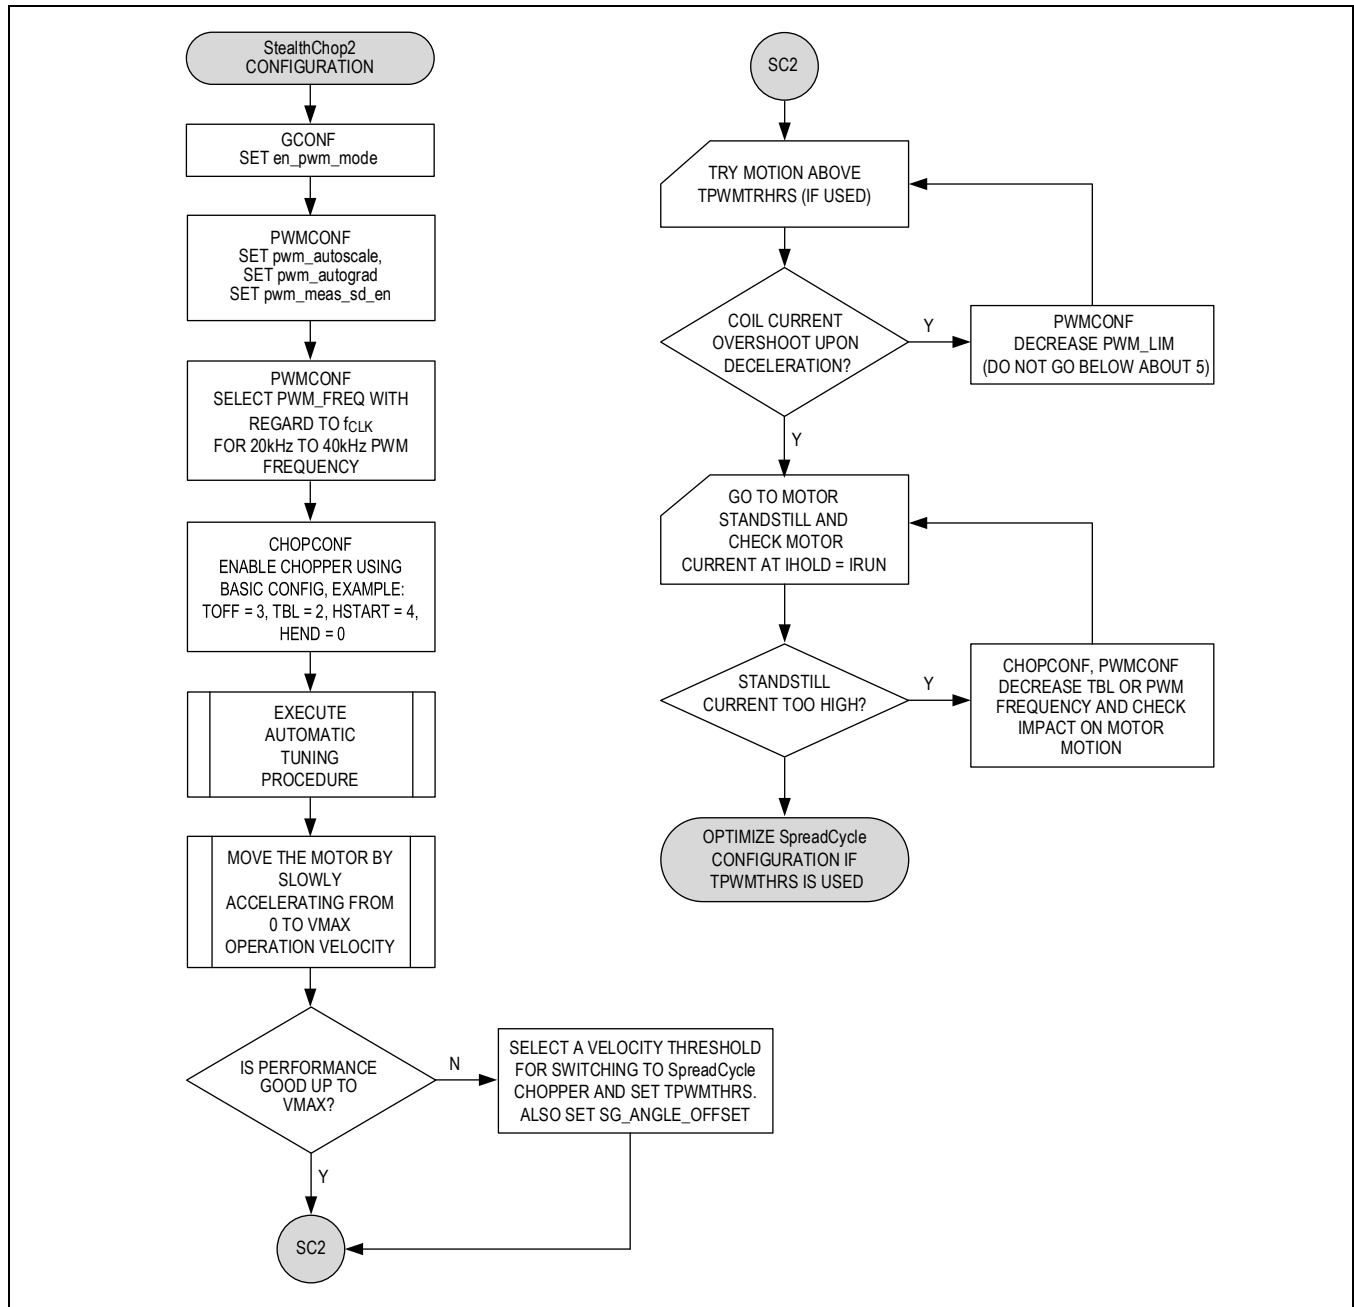 StealthChop2
CONFIGURATION
GCONF
SET en_pwm_mode
PWMCONF
SET pwm_autoscale,
SET pwm_autograd
SET pwm_meas_sd_en
PWMCONF
SELECT PWM_FREQ WITH
REGARD TO fCLK
FOR 20kHz TO 40kHz PWM
FREQUENCY
CHOPCONF
ENABLE CHOPPER USING
BASIC CONFIG, EXAMPLE:
TOFF = 3, TBL = 2, HSTART = 4,
HEND = 0
EXECUTE
AUTOMATIC
TUNING
PROCEDURE
MOVE THE MOTOR BY
SLOWLY
ACCELERATING FROM
0 TO VMAX
OPERATION VELOCITY
IS PERFORMANCE
GOOD UP TO
VMAX?
N
SELECT A VELOCITY THRESHOLD
FOR SWITCHING TO SpreadCycle
CHOPPER AND SET TPWMTHRS.
ALSO SET SG_ANGLE_OFFSET
Y
SC2
SC2
TRY MOTION ABOVE
TPWMTRHRS (IF USED)
COIL CURRENT
OVERSHOOT UPON
DECELERATION?
Y
PWMCONF
DECREASE PWM_LIM
(DO NOT GO BELOW ABOUT 5)
Y
GO TO MOTOR
STANDSTILL AND
CHECK MOTOR
CURRENT AT IHOLD = IRUN
STANDSTILL
CURRENT TOO HIGH?
Y
CHOPCONF, PWMCONF
DECREASE TBL OR PWM
FREQUENCY AND CHECK
IMPACT ON MOTOR
MOTION
OPTIMIZE SpreadCycle
CONFIGURATION IF
TPWMTHRS IS USED